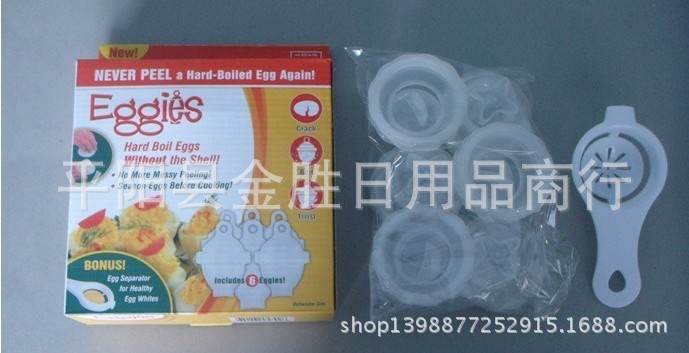 New!
NEVER PEEL a Hard-Boiled Egg Again!
Eggies
Crack
Hard Boil Eggs
Without the Shell!
• No More Messy Peeling!
• Season Eggs Before Cooking!
Twist
平阳县金胜日用品商行
BONUS!
Egg Separator
for Healthy
Egg Whites
Includes 6 Eggies!
Dishwasher Safe
shop1398877252915.1688.com